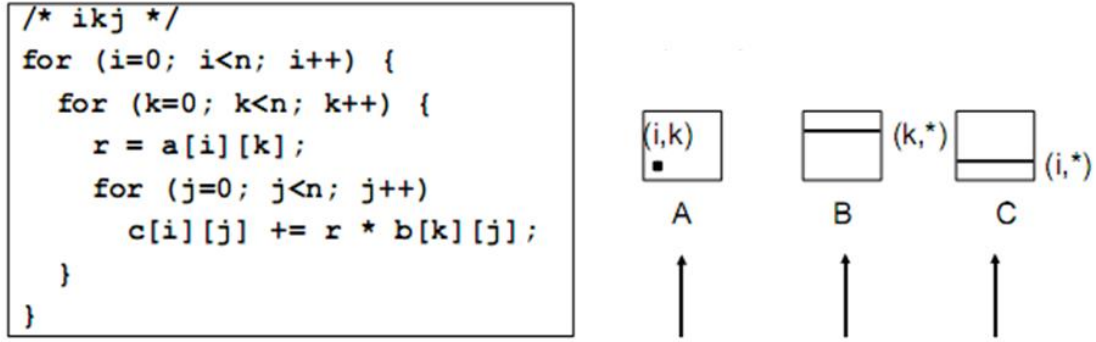 /* ikj */
for (i=0; i<n; i++) {
for (k=0; k<n; k++) {
r = a[i][k];
for (j=0; j<n; j++)
c[i][j] += r * b[k][j];
}
}
(i,k)
A
(k,*)
B
(i,*)
C